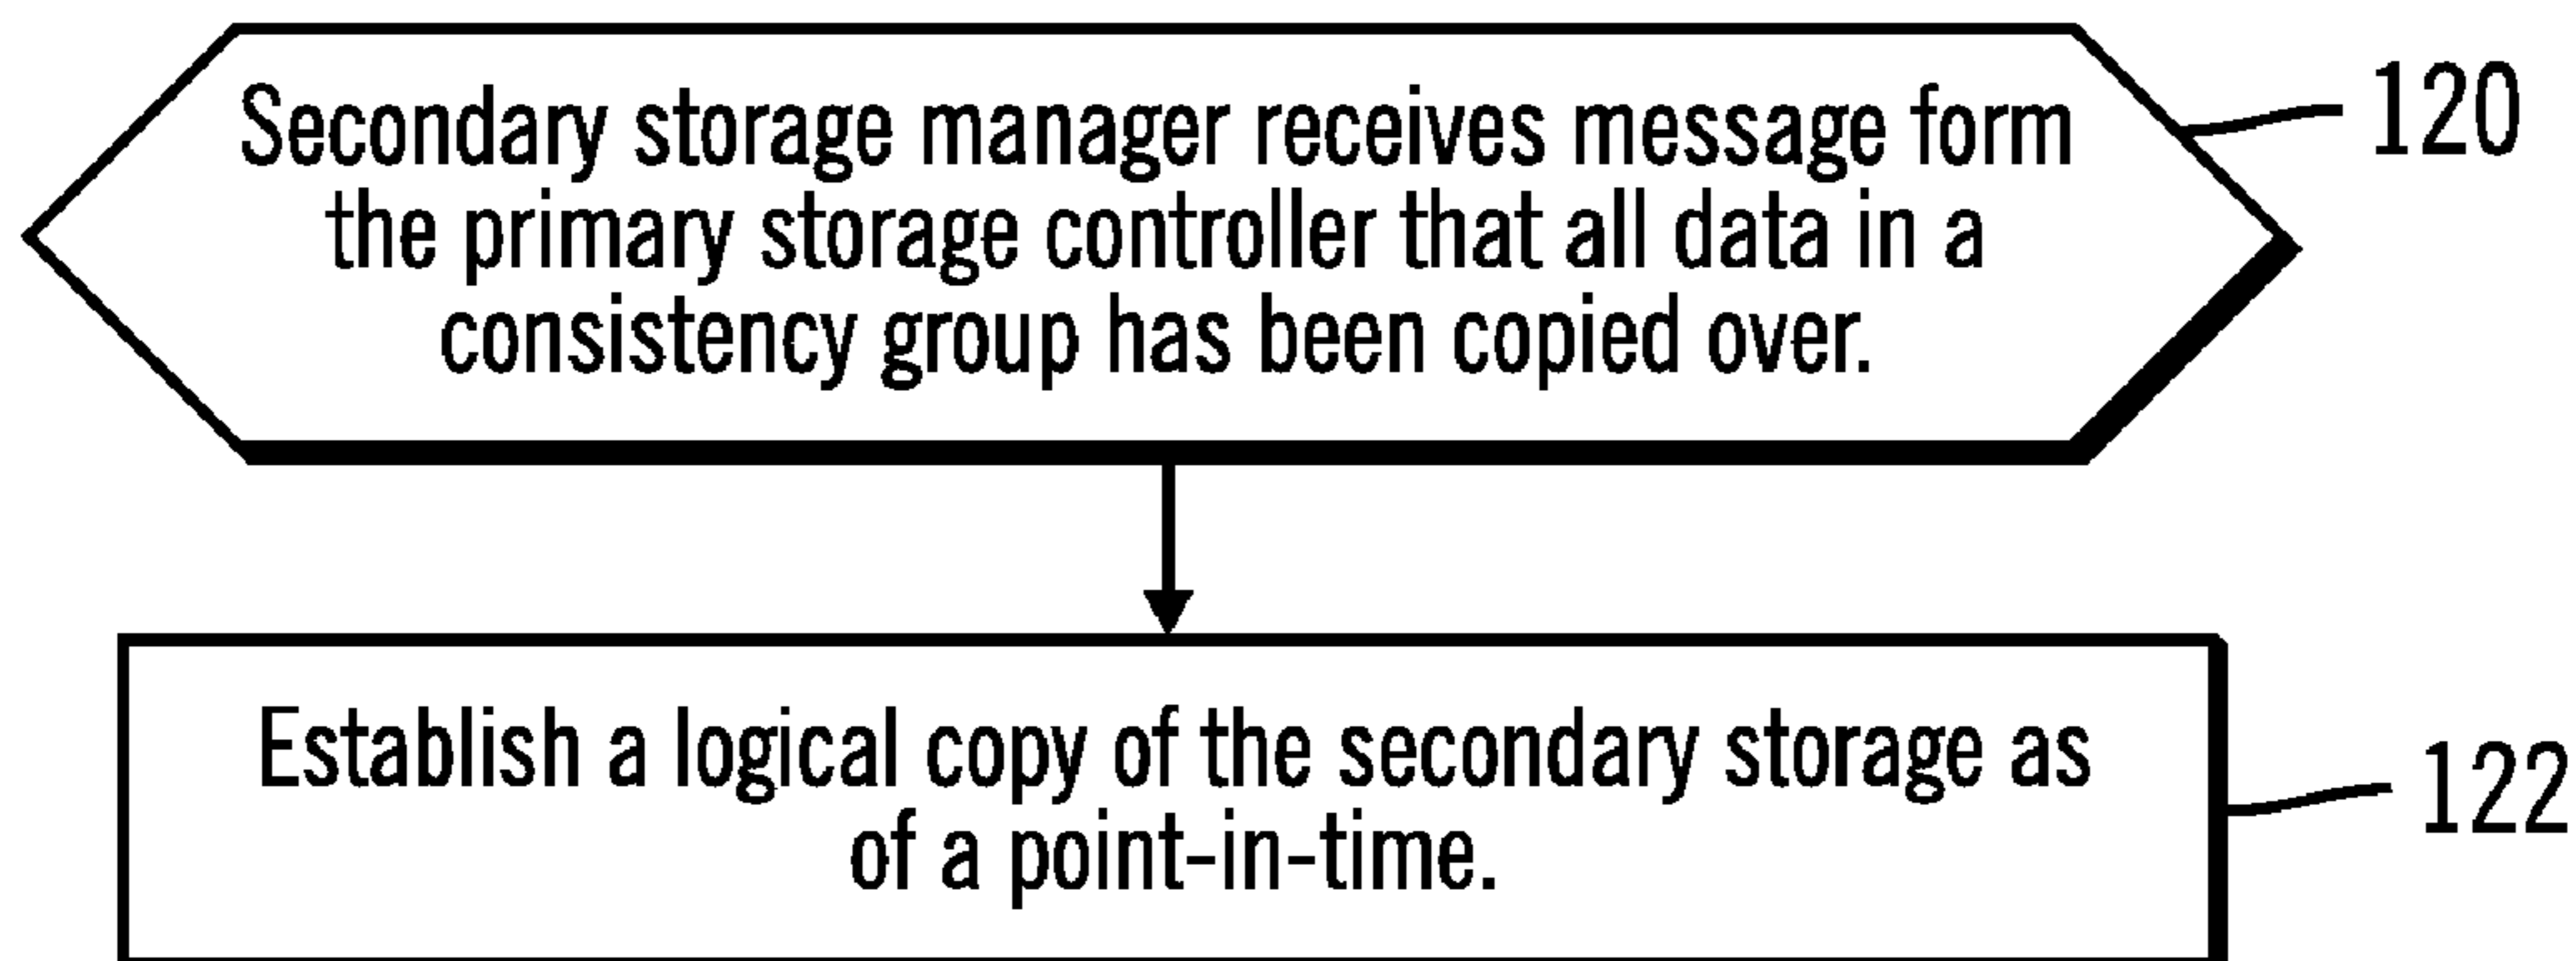 Secondary storage manager receives message form
the primary storage controller that all data in a
consistency group has been copied over.
120
Establish a logical copy of the secondary storage as
of a point-in-time.
122